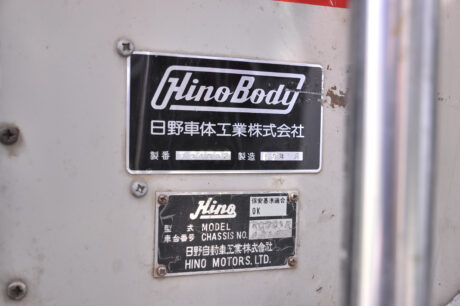 HinoBody
日野車体工業株式会社
製番 製造
Hino
保安基準適合
OK
型式 MODEL
車台番号 CHASSIS NO.
日野自動車工業株式会社
HINO MOTORS. LTD.